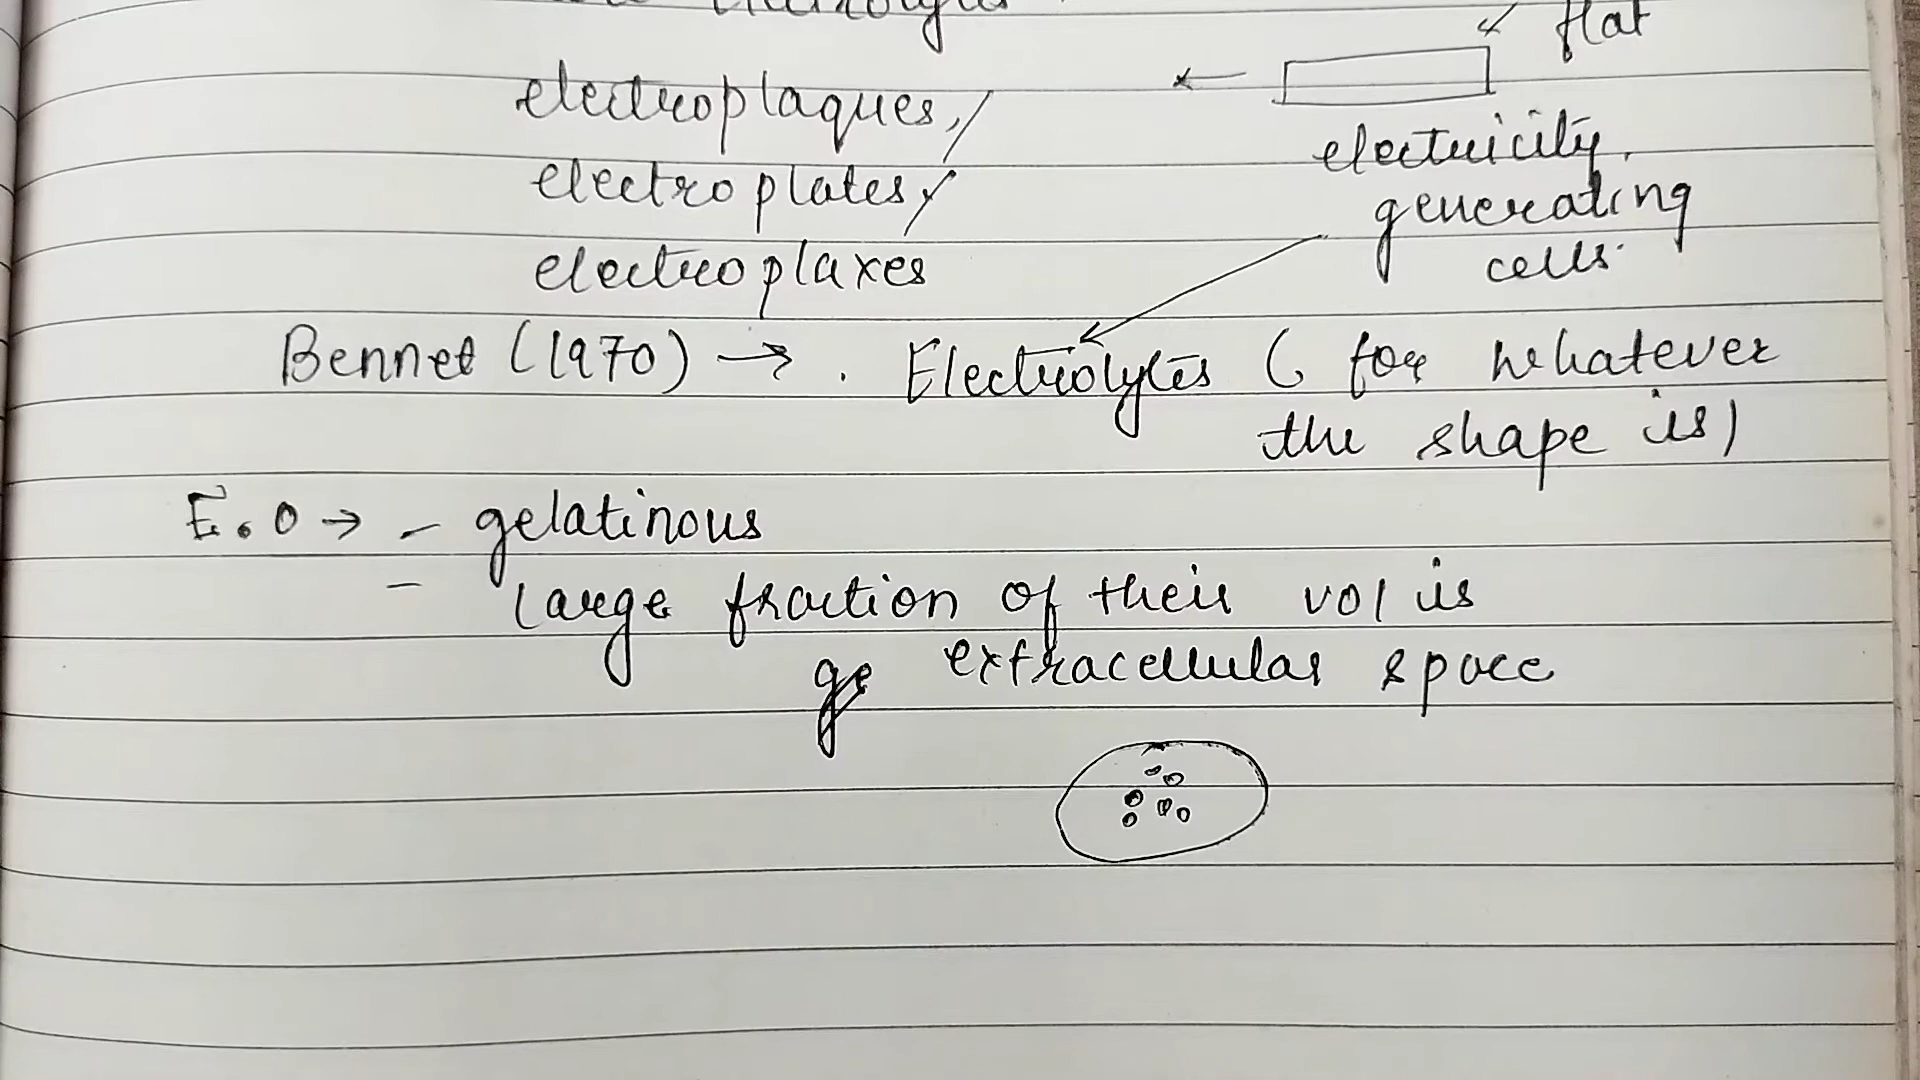 flat
electroplaques,/
electricity.
electroplates/
generating
electroplaxes
cells.
Bennet (1970) → . Electriolytes ( for whatever
the shape is)
E.O → - gelatinous
- large fraction of their vol is
extracellular space